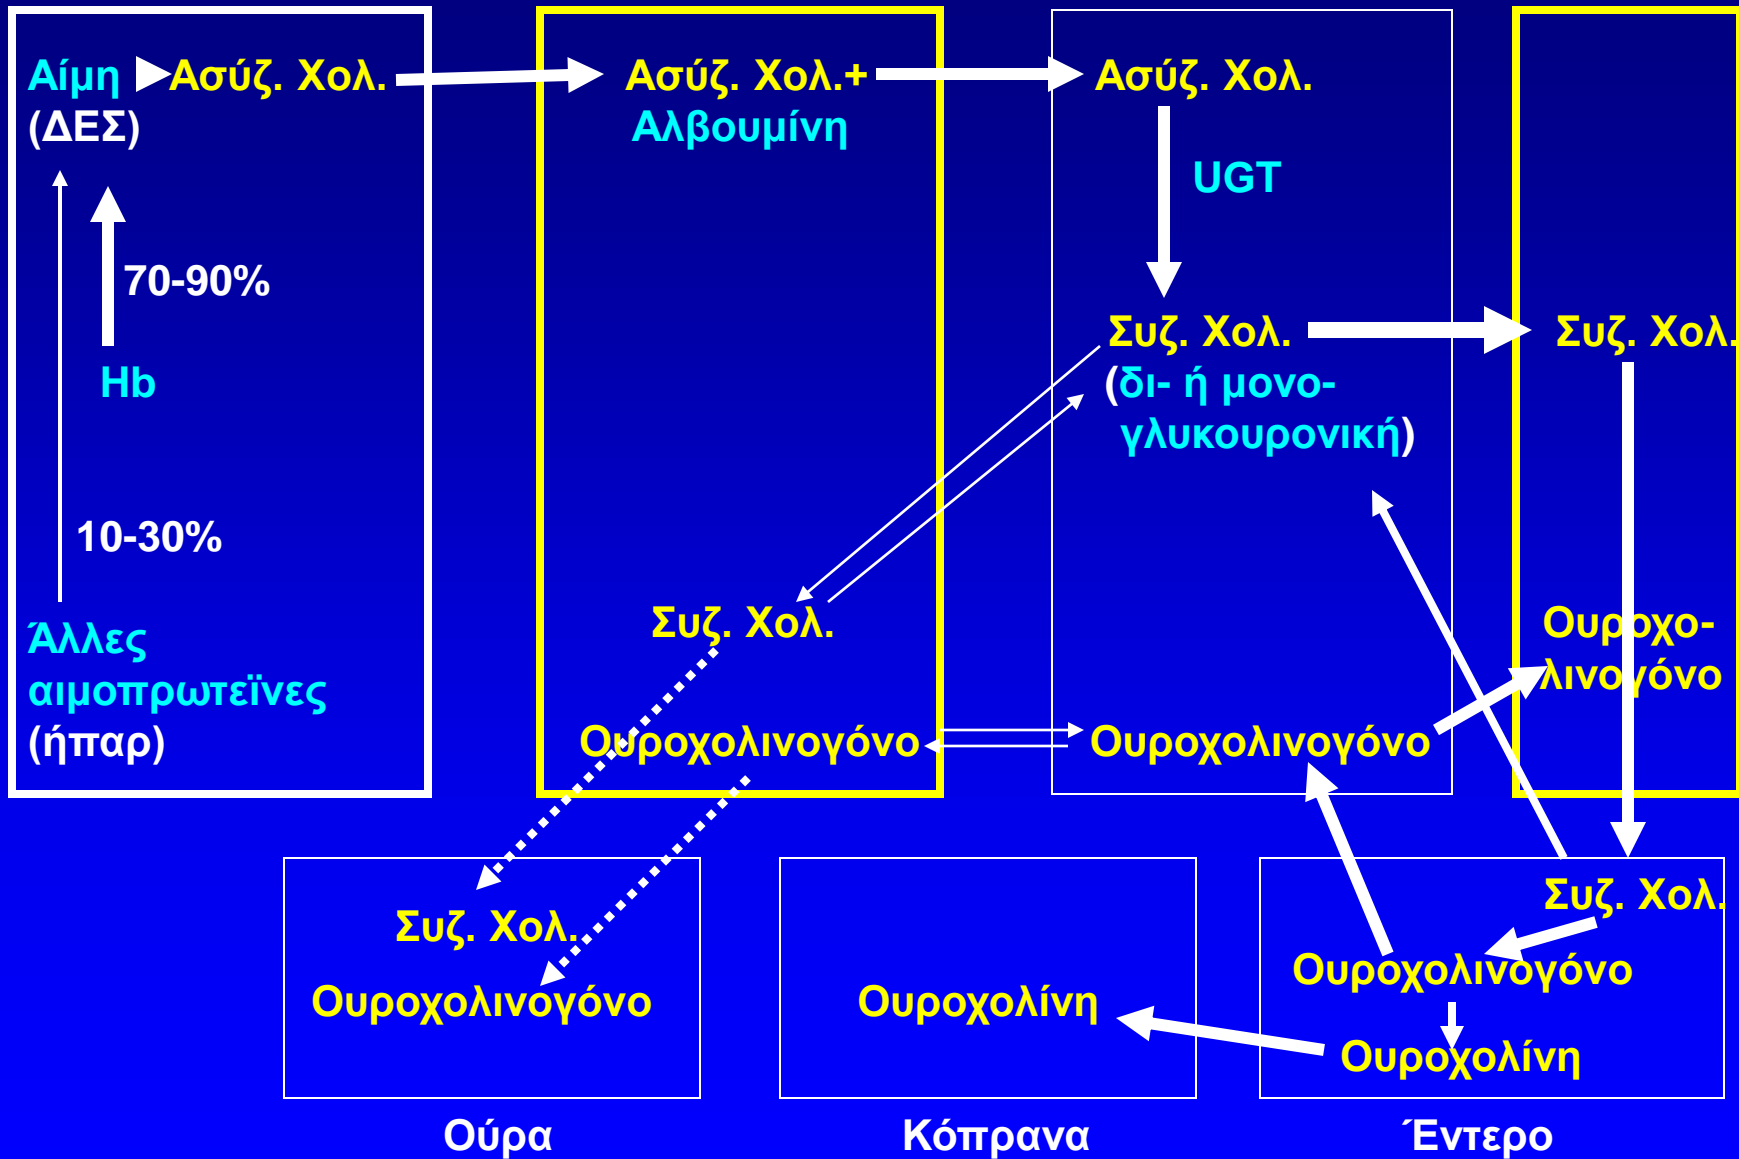 Αίμη
Ασύζ. Χολ.
(ΔΕΣ)
70-90%
Hb
10-30%
Άλλες
αιμοπρωτεϊνες
(ήπαρ)
Ασύζ. Χολ.+
Αλβουμίνη
Συζ. Χολ.
Ουροχολινογόνο
Ασύζ. Χολ.
UGT
Συζ. Χολ.
(δι- ή μονο-
γλυκουρονική)
Ουροχολινογόνο
Συζ. Χολ.
Ουροχο-
λινογόνο
Συζ. Χολ.
Ουροχολινογόνο
Ούρα
Ουροχολίνη
Κόπρανα
Συζ. Χολ.
Ουροχολινογόνο
Ουροχολίνη
Έντερο